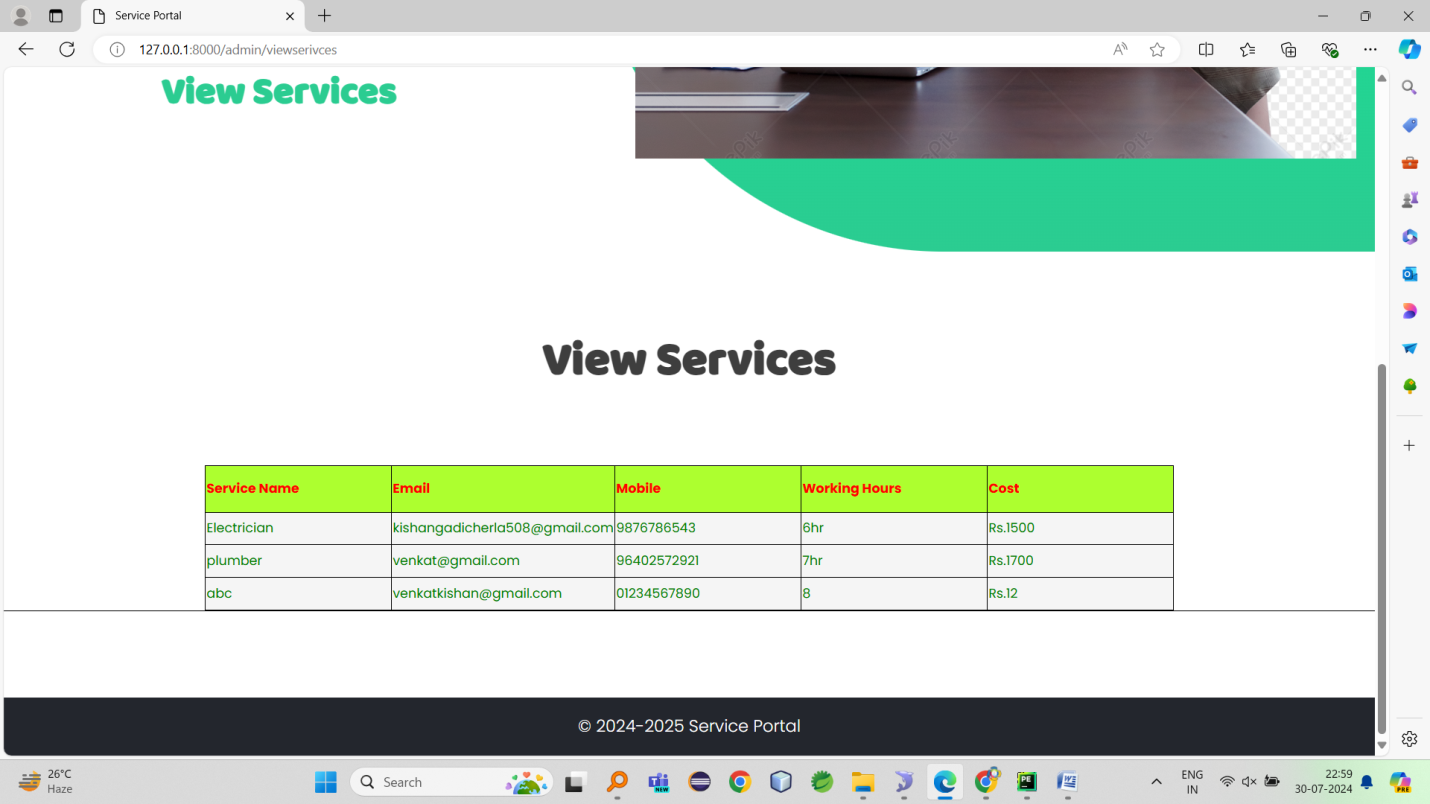 Service Portal
127.0.0.1:8000/admin/viewserivces
View Services
View Services
Service Name Email Mobile Working Hours Cost
Electrician kishangadicherla508@gmail.com 9876786543 6hr Rs.1500
plumber venkat@gmail.com 96402572921 7hr Rs.1700
abc venkatkishan@gmail.com 01234567890 8 Rs.12
© 2024-2025 Service Portal
26°C
Haze
Search
ENG
IN
22:59
30-07-2024